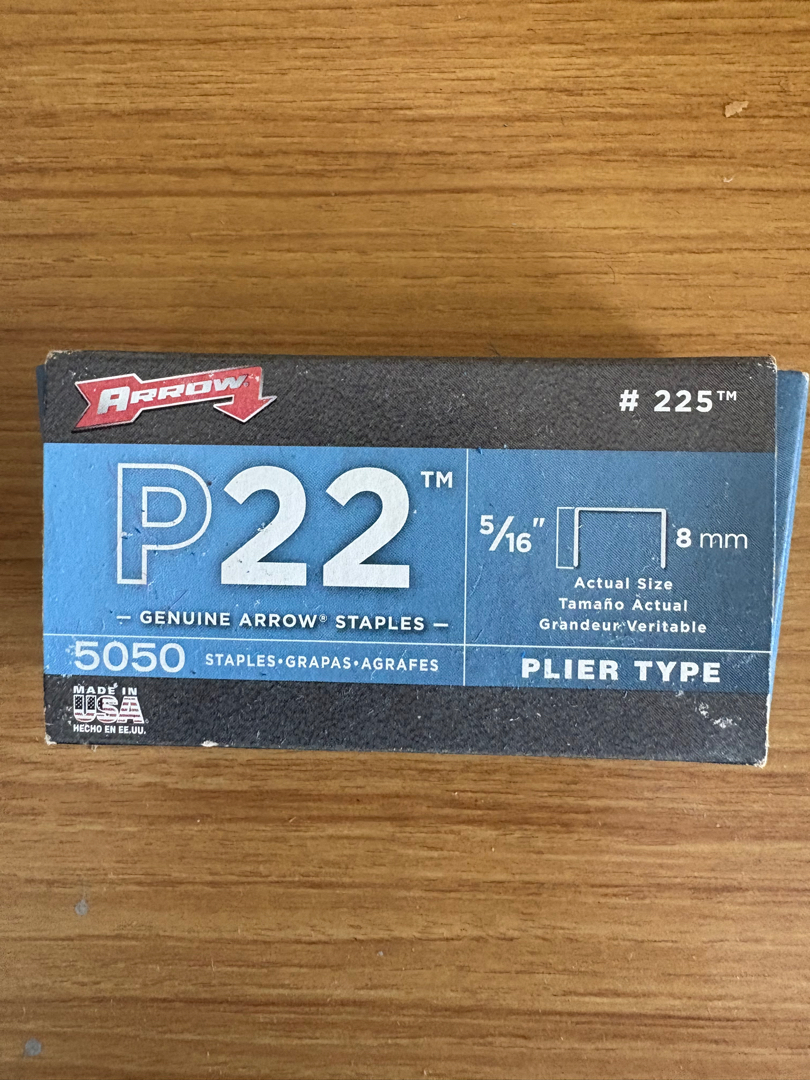 ARROW®
# 225™
P22™
— GENUINE ARROW® STAPLES —
5/16" 8 mm
Actual Size
Tamaño Actual
Grandeur Veritable
5050 STAPLES•GRAPAS•AGRAFES
PLIER TYPE
MADE IN
USA
HECHO EN EE.UU.